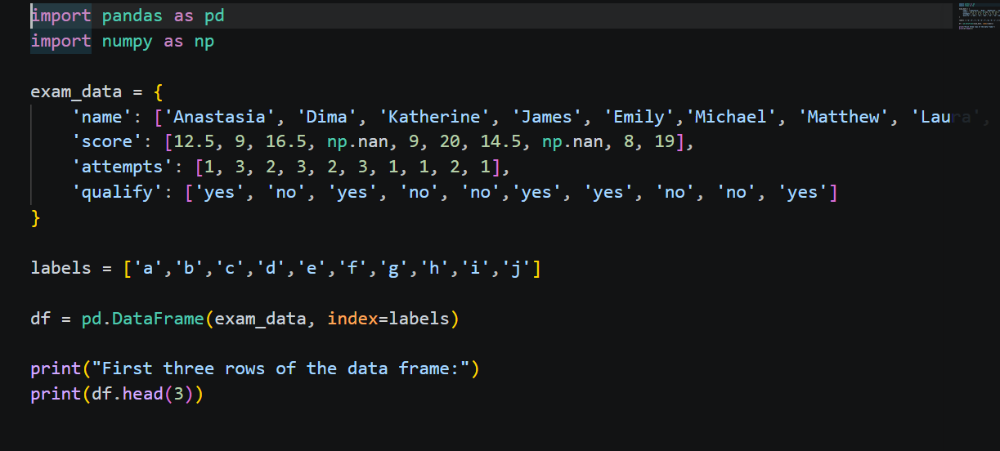 import pandas as pd
import numpy as np
exam_data = {
    'name': ['Anastasia', 'Dima', 'Katherine', 'James', 'Emily','Michael', 'Matthew', 'Laura',
    'score': [12.5, 9, 16.5, np.nan, 9, 20, 14.5, np.nan, 8, 19],
    'attempts': [1, 3, 2, 3, 2, 3, 1, 1, 2, 1],
    'qualify': ['yes', 'no', 'yes', 'no', 'no','yes', 'yes', 'no', 'no', 'yes']
}
labels = ['a','b','c','d','e','f','g','h','i','j']
df = pd.DataFrame(exam_data, index=labels)
print("First three rows of the data frame:")
print(df.head(3))